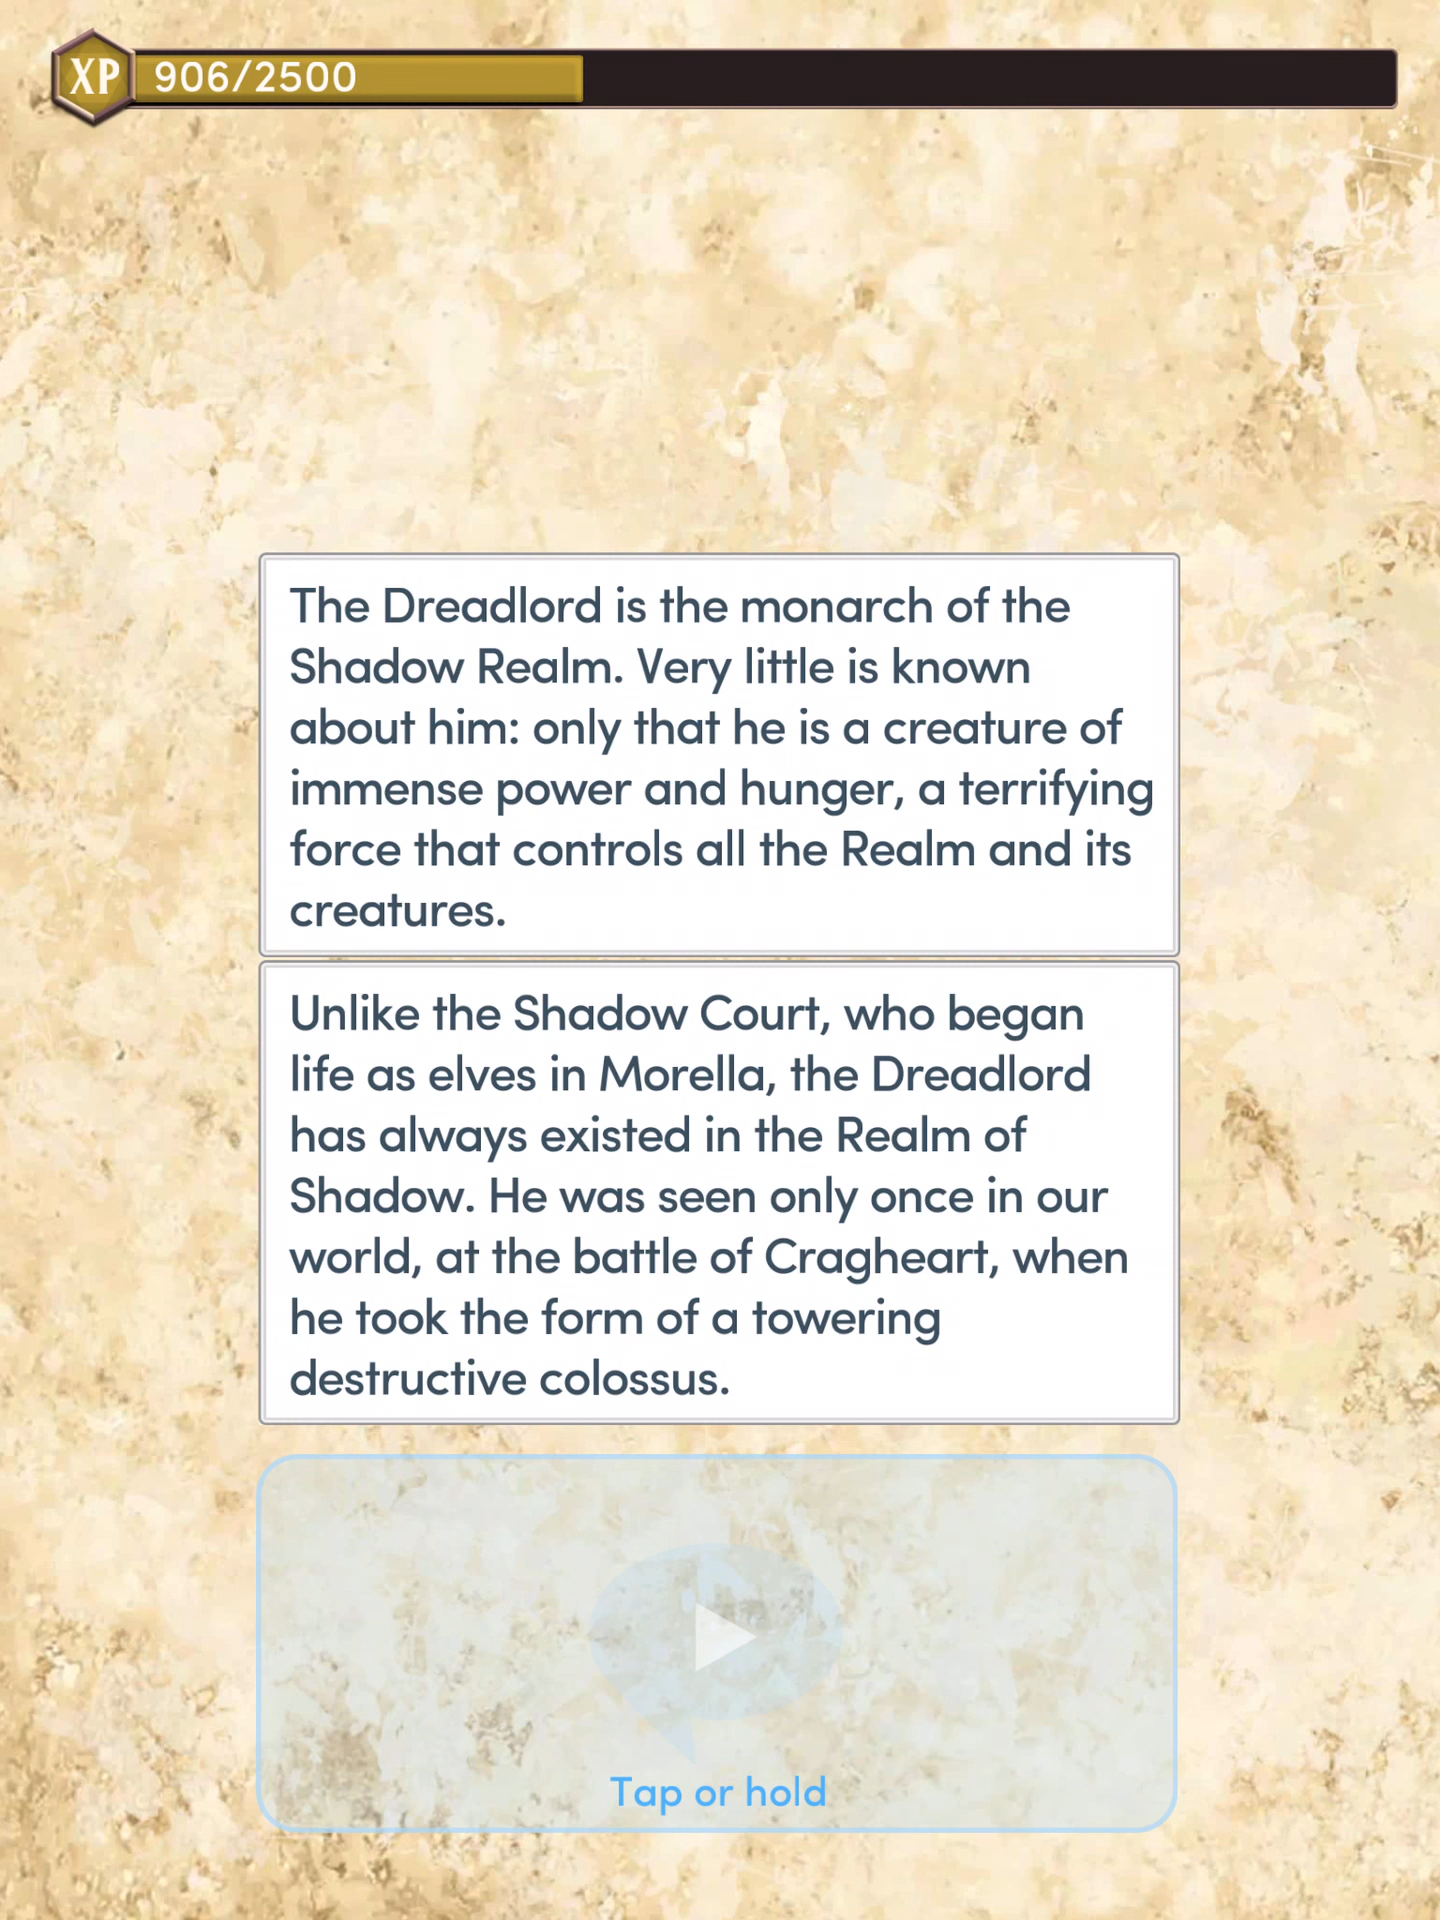 XP 906/2500
The Dreadlord is the monarch of the
Shadow Realm. Very little is known
about him: only that he is a creature of
immense power and hunger, a terrifying
force that controls all the Realm and its
creatures.
Unlike the Shadow Court, who began
life as elves in Morella, the Dreadlord
has always existed in the Realm of
Shadow. He was seen only once in our
world, at the battle of Cragheart, when
he took the form of a towering
destructive colossus.
Tap or hold